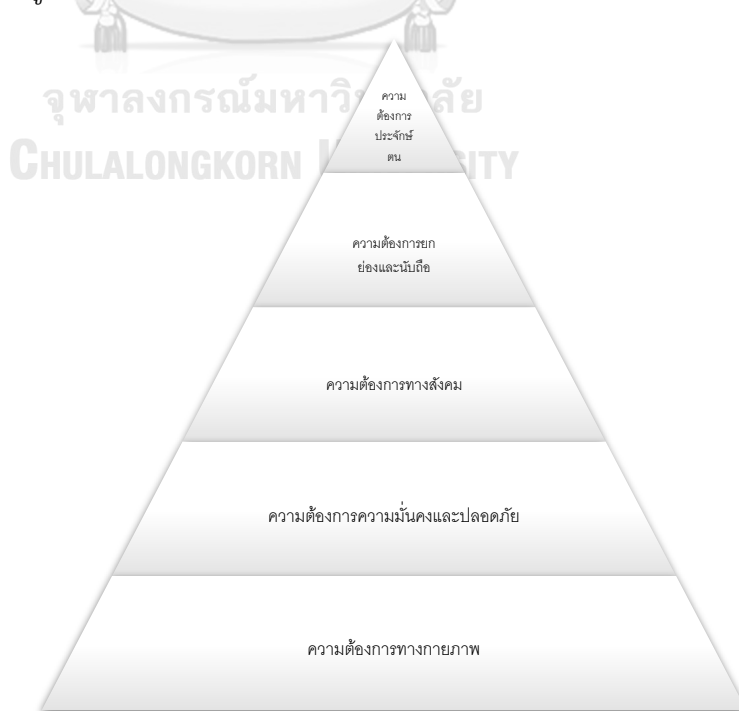 จุฬาลงกรณ์มหาวิ
ลัย
CHULALONGKORN
SITY
ความ
ต้องการ
ประจักษ์
ตน
ความต้องการยก
ย่องและนับถือ
ความต้องการทางสังคม
ความต้องการความมั่นคงและปลอดภัย
ความต้องการทางกายภาพ